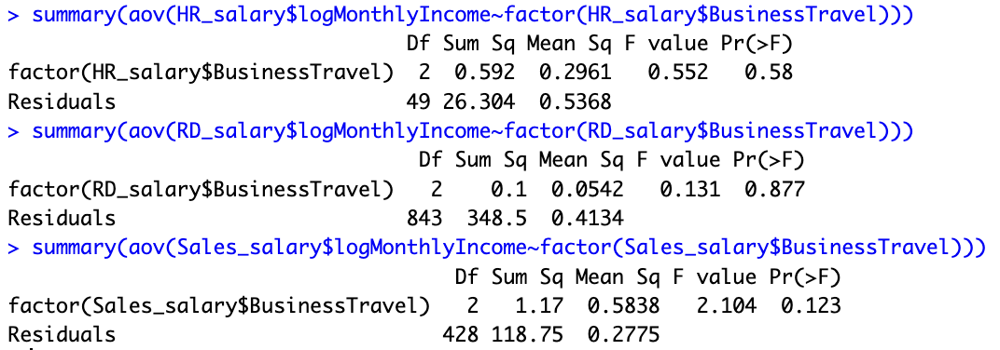 > summary(aov(HR_salary$logMonthlyIncome~factor(HR_salary$BusinessTravel)))
Df Sum Sq Mean Sq F value Pr(>F)
factor(HR_salary$BusinessTravel) 2 0.592 0.2961 0.552 0.58
Residuals 49 26.304 0.5368
> summary(aov(RD_salary$logMonthlyIncome~factor(RD_salary$BusinessTravel)))
Df Sum Sq Mean Sq F value Pr(>F)
factor(RD_salary$BusinessTravel) 2 0.1 0.0542 0.131 0.877
Residuals 843 348.5 0.4134
> summary(aov(Sales_salary$logMonthlyIncome~factor(Sales_salary$BusinessTravel)))
Df Sum Sq Mean Sq F value Pr(>F)
factor(Sales_salary$BusinessTravel) 2 1.17 0.5838 2.104 0.123
Residuals 428 118.75 0.2775